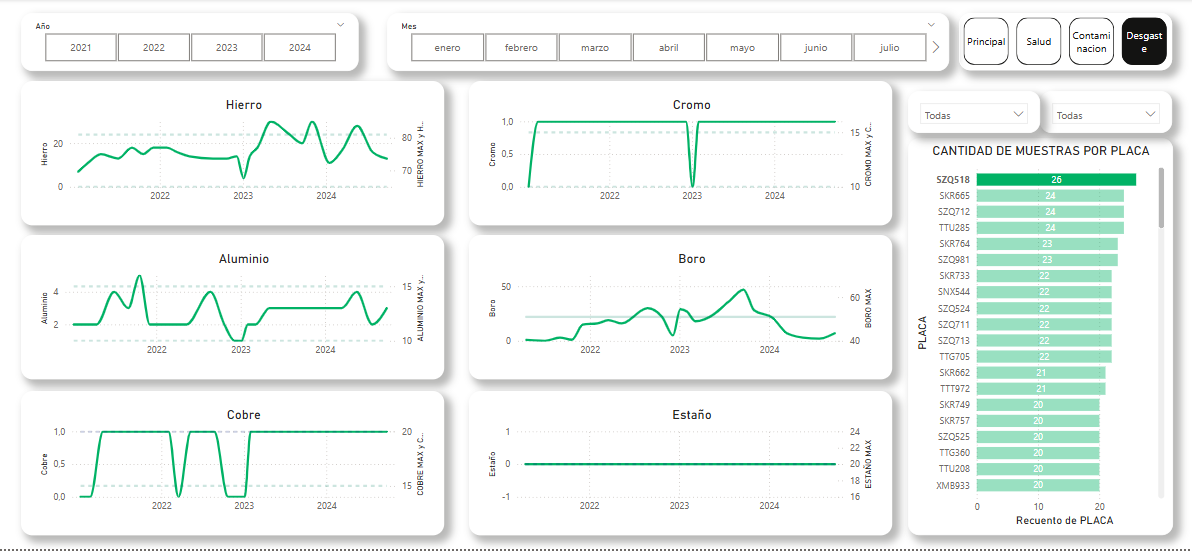 Año
2021 2022 2023 2024
Mes
enero febrero marzo abril mayo junio julio
Principal
Salud
Contami
nacion
Desgast
e
Hierro
Hierro
20
0
80
70
HIERRO MAX y H...
2022 2023 2024
Cromo
Cromo
1,0
0,5
0,0
15
10
CROMO MAX y C...
2022 2023 2024
Aluminio
Aluminio
4
2
15
10
ALUMINIO MAX y...
2022 2023 2024
Boro
Boro
50
0
60
40
BORO MAX
2022 2023 2024
Cobre
Cobre
1,0
0,5
0,0
20
15
COBRE MAX y C...
2022 2023 2024
Estaño
Estaño
1
0
-1
24
22
20
18
16
ESTAÑO MAX
2022 2023 2024
Todas
Todas
CANTIDAD DE MUESTRAS POR PLACA
PLACA
SZQ518 26
SKR665 24
SZQ712 24
TTU285 24
SKR764 23
SZQ981 23
SKR733 22
SNX544 22
SZQ524 22
SZQ711 22
SZQ713 22
TTG705 22
SKR662 21
TTT972 21
SKR749 20
SKR757 20
SZQ525 20
TTG360 20
TTU208 20
XMB933 20
0 10 20
Recuento de PLACA